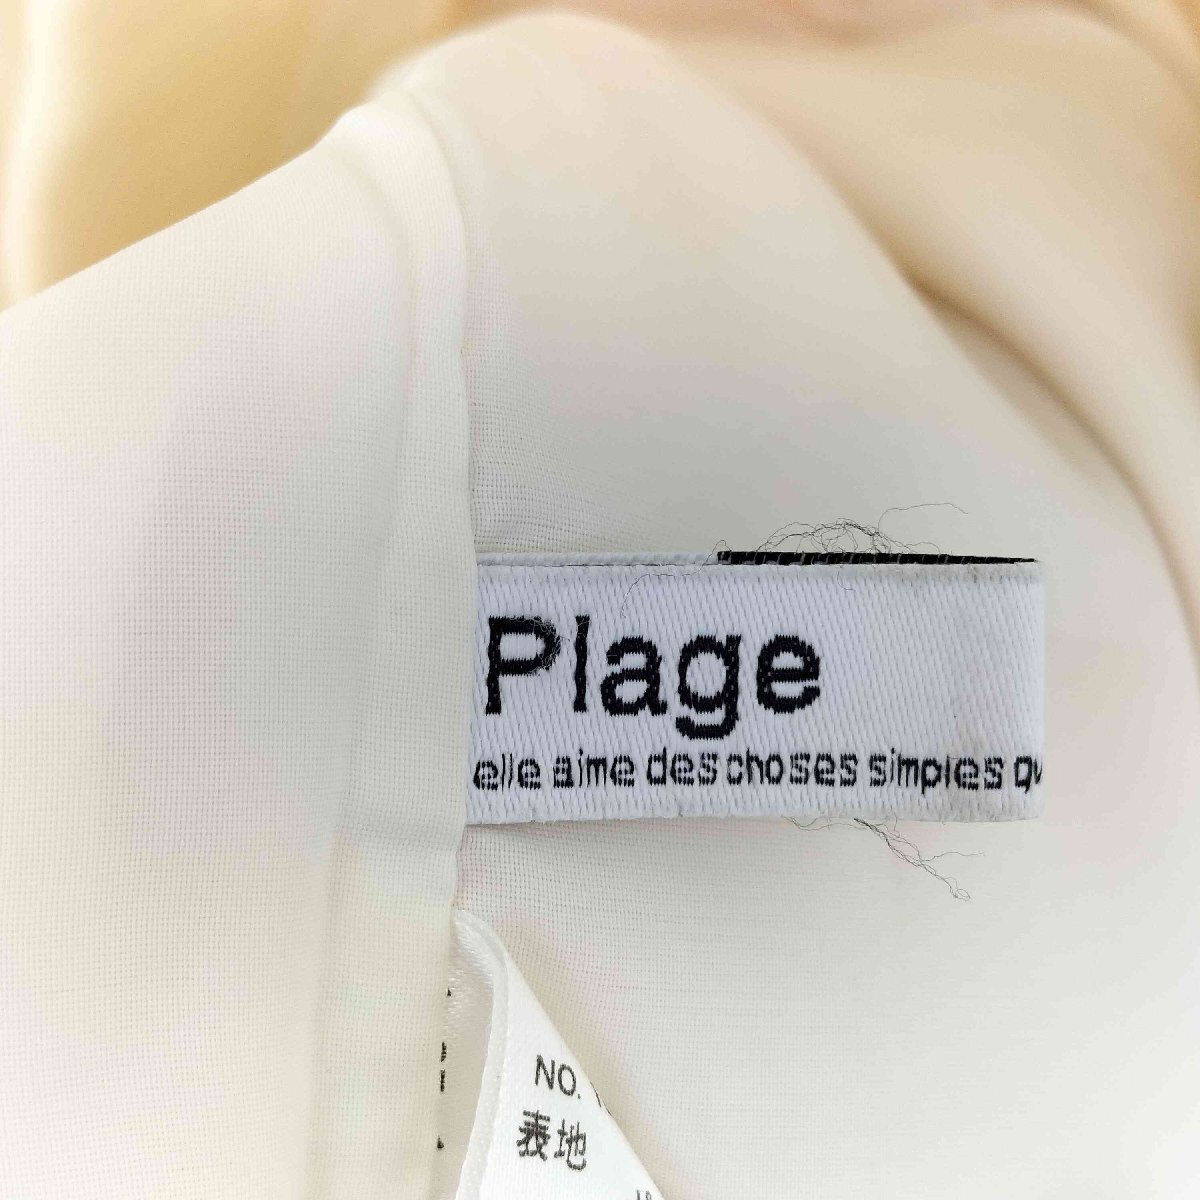 Plage
elle aime des choses simples qu
NO.
表地